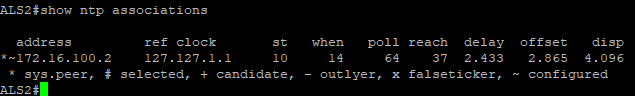 ALS2#show ntp associations
address ref clock st when poll reach delay offset disp
*~172.16.100.2 127.127.1.1 10 14 64 37 2.433 2.865 4.096
* sys.peer, # selected, + candidate, - outlyer, x falseticker, ~ configured
ALS2#